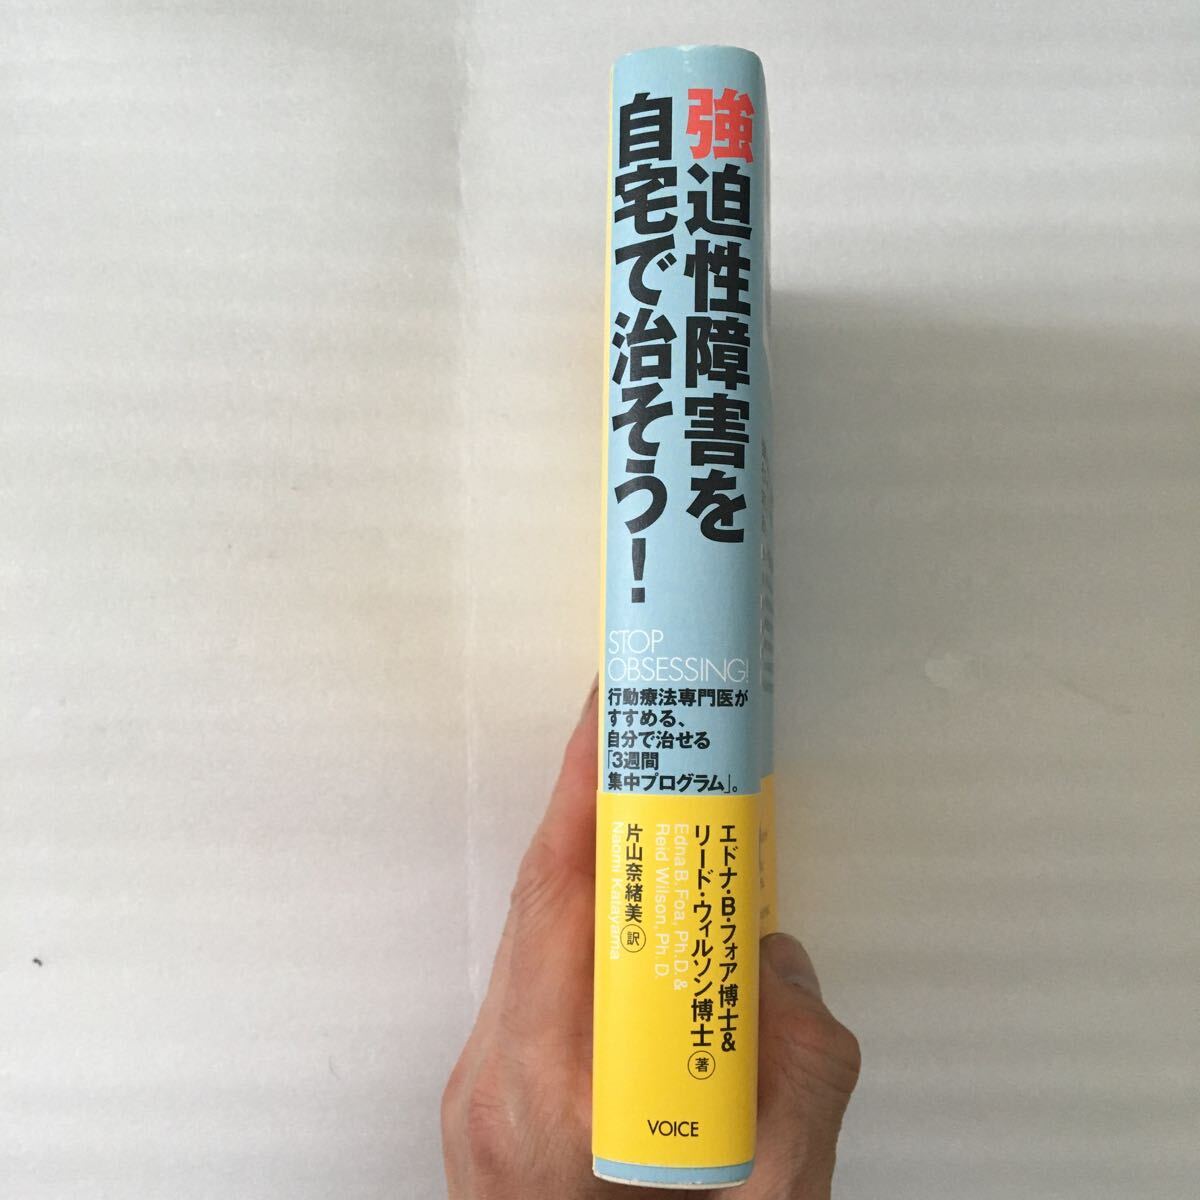 強迫性障害を
自宅で治そう!
STOP
OBSESSING!
行動療法専門医が
すすめる、
自分で治せる
「3週間
集中プログラム」。
エドナ・B・フォア博士&
リード・ウィルソン博士 著
Edna B. Foa, Ph.D. &
Reid Wilson, Ph.D.
片山奈緒美 訳
Naomi Katayama
VOICE